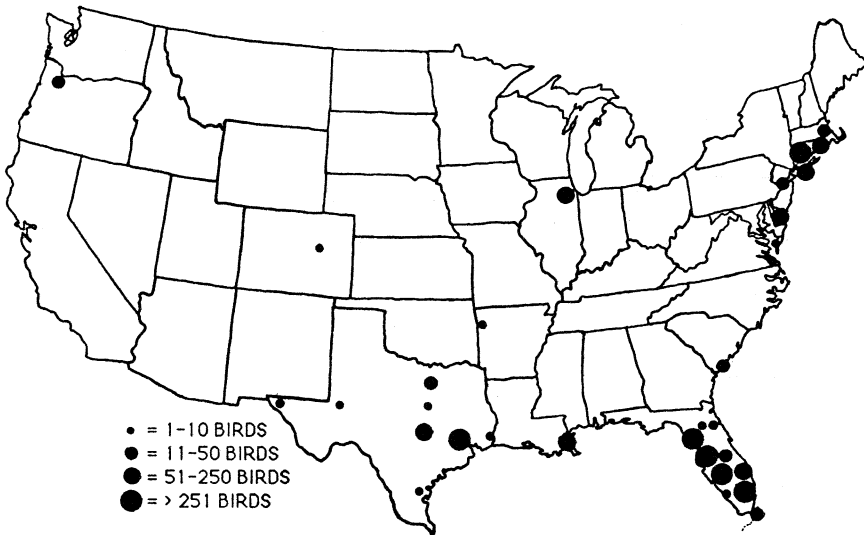 = 1-10 BIRDS
= 11-50 BIRDS
= 51-250 BIRDS
= > 251 BIRDS